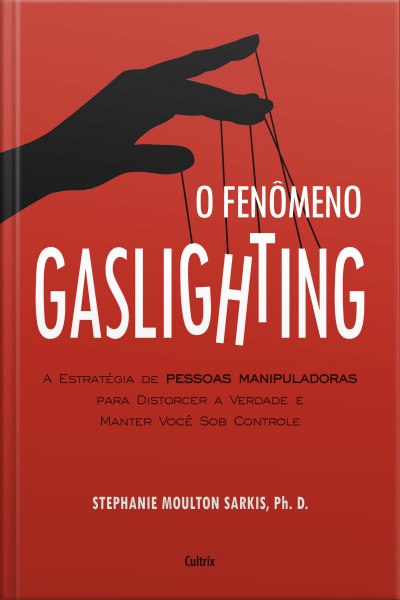 O FENÔMENO
GASLIGHTING
A ESTRATÉGIA DE PESSOAS MANIPULADORAS
PARA DISTORCER A VERDADE E
MANTER VOCÊ SOB CONTROLE
STEPHANIE MOULTON SARKIS, Ph. D.
Cultrix